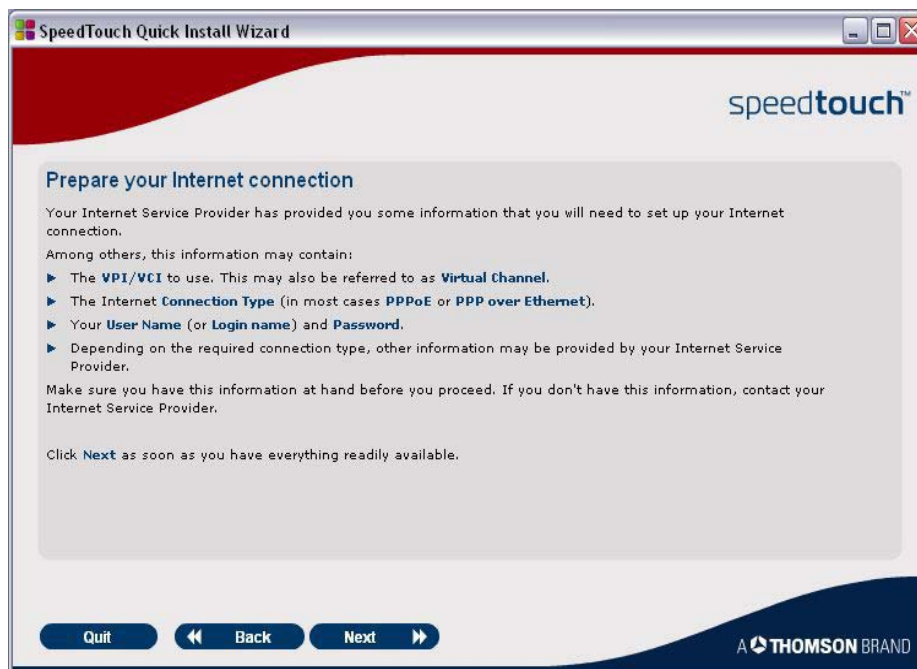 SpeedTouch Quick Install Wizard
speedtouch™
Prepare your Internet connection
Your Internet Service Provider has provided you some information that you will need to set up your Internet
connection.
Among others, this information may contain:
The VPI/VCI to use. This may also be referred to as Virtual Channel.
The Internet Connection Type (in most cases PPPoE or PPP over Ethernet).
Your User Name (or Login name) and Password.
Depending on the required connection type, other information may be provided by your Internet Service
Provider.
Make sure you have this information at hand before you proceed. If you don't have this information, contact your
Internet Service Provider.
Click Next as soon as you have everything readily available.
Quit
Back
Next
A THOMSON BRAND